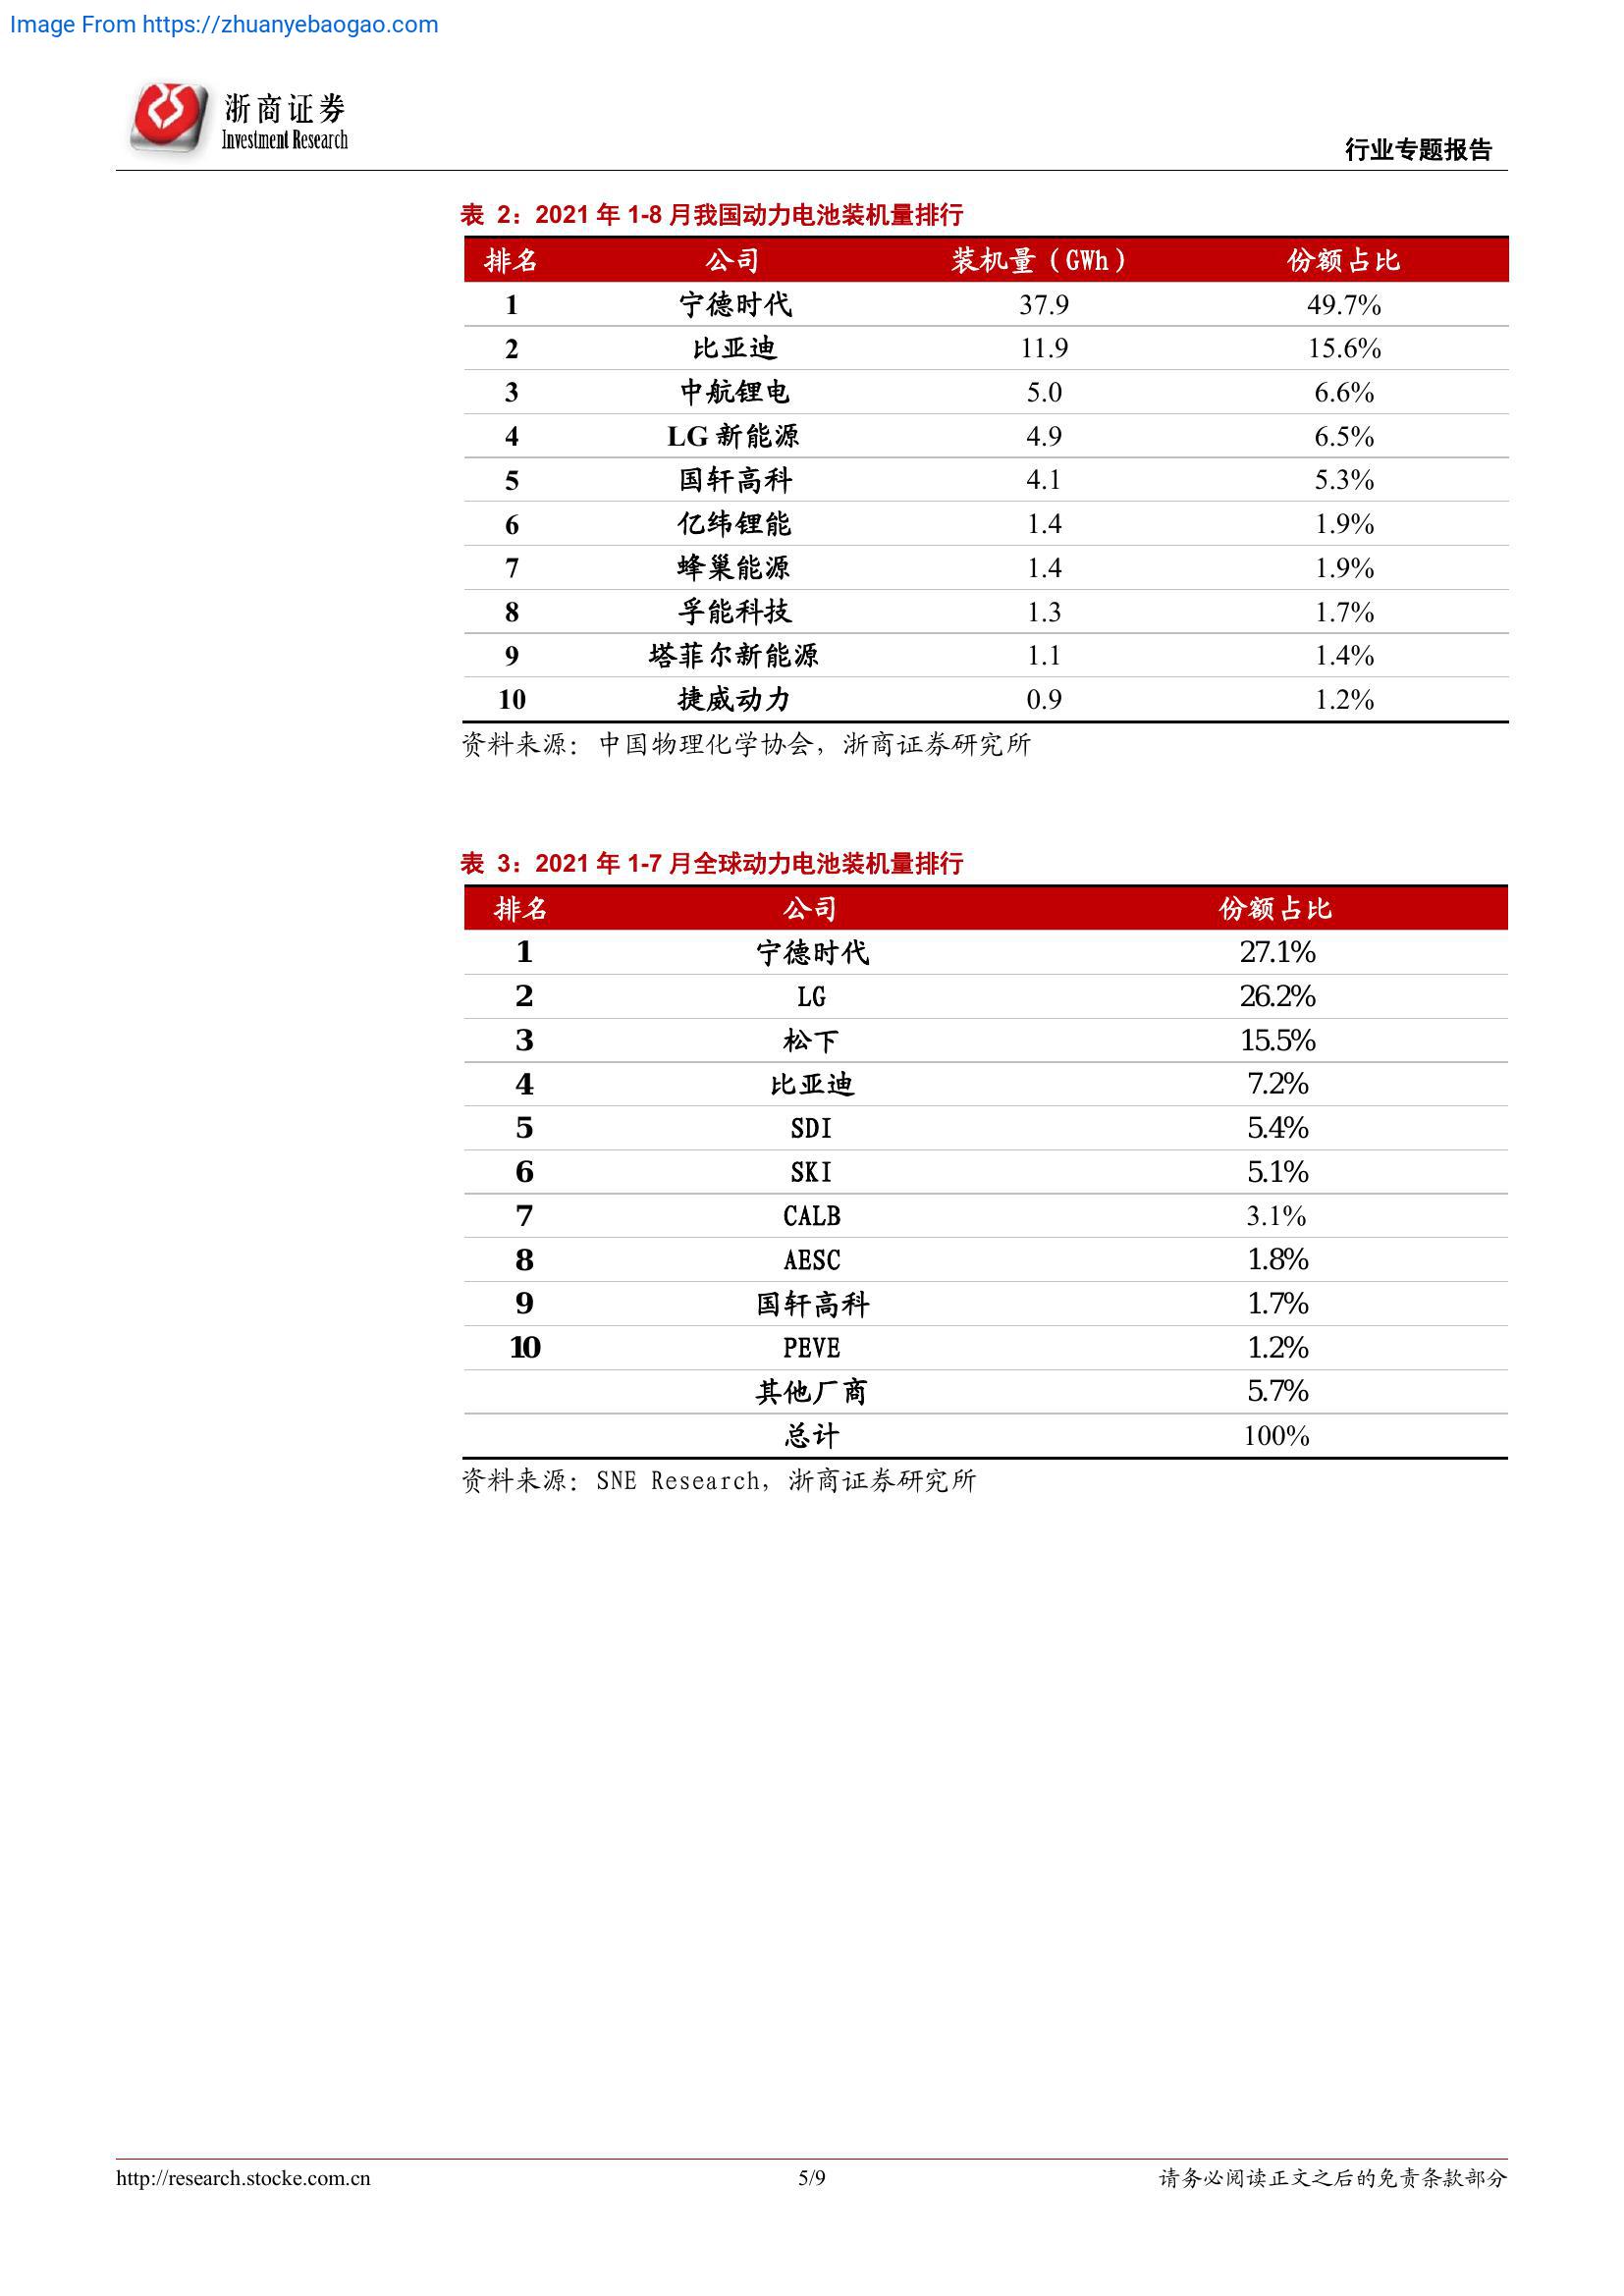 Image From https://zhuanyebaogao.com
浙商证券
Investment Research
行业专题报告
表 2：2021 年 1-8 月我国动力电池装机量排行
排名 公司 装机量（GWh） 份额占比
1 宁德时代 37.9 49.7%
2 比亚迪 11.9 15.6%
3 中航锂电 5.0 6.6%
4 LG 新能源 4.9 6.5%
5 国轩高科 4.1 5.3%
6 亿纬锂能 1.4 1.9%
7 蜂巢能源 1.4 1.9%
8 孚能科技 1.3 1.7%
9 塔菲尔新能源 1.1 1.4%
10 捷威动力 0.9 1.2%
资料来源：中国物理化学协会，浙商证券研究所
表 3：2021 年 1-7 月全球动力电池装机量排行
排名 公司 份额占比
1 宁德时代 27.1%
2 LG 26.2%
3 松下 15.5%
4 比亚迪 7.2%
5 SDI 5.4%
6 SKI 5.1%
7 CALB 3.1%
8 AESC 1.8%
9 国轩高科 1.7%
10 PEVE 1.2%
其他厂商 5.7%
总计 100%
资料来源：SNE Research，浙商证券研究所
http://research.stocke.com.cn 5/9 请务必阅读正文之后的免责条款部分